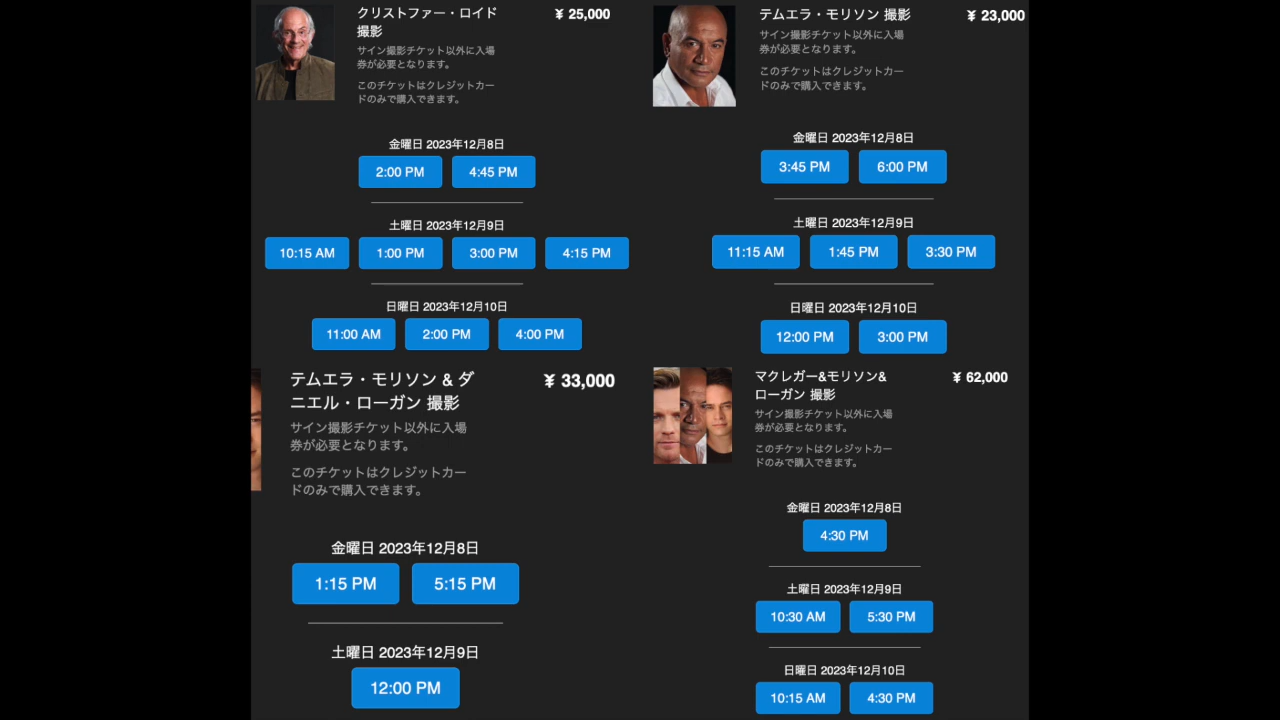 クリストファー・ロイド
撮影
¥ 25,000
サイン撮影チケット以外に入場
券が必要となります。
このチケットはクレジットカー
ドのみで購入できます。
金曜日 2023年12月8日
2:00 PM
4:45 PM
土曜日 2023年12月9日
10:15 AM
1:00 PM
3:00 PM
4:15 PM
日曜日 2023年12月10日
11:00 AM
2:00 PM
4:00 PM
テムエラ・モリソン 撮影
¥ 23,000
サイン撮影チケット以外に入場
券が必要となります。
このチケットはクレジットカー
ドのみで購入できます。
金曜日 2023年12月8日
3:45 PM
6:00 PM
土曜日 2023年12月9日
11:15 AM
1:45 PM
3:30 PM
日曜日 2023年12月10日
12:00 PM
3:00 PM
テムエラ・モリソン & ダ
ニエル・ローガン 撮影
¥ 33,000
サイン撮影チケット以外に入場
券が必要となります。
このチケットはクレジットカー
ドのみで購入できます。
金曜日 2023年12月8日
1:15 PM
5:15 PM
土曜日 2023年12月9日
12:00 PM
マクレガー&モリソン&
ローガン 撮影
¥ 62,000
サイン撮影チケット以外に入場
券が必要となります。
このチケットはクレジットカー
ドのみで購入できます。
金曜日 2023年12月8日
4:30 PM
土曜日 2023年12月9日
10:30 AM
5:30 PM
日曜日 2023年12月10日
10:15 AM
4:30 PM